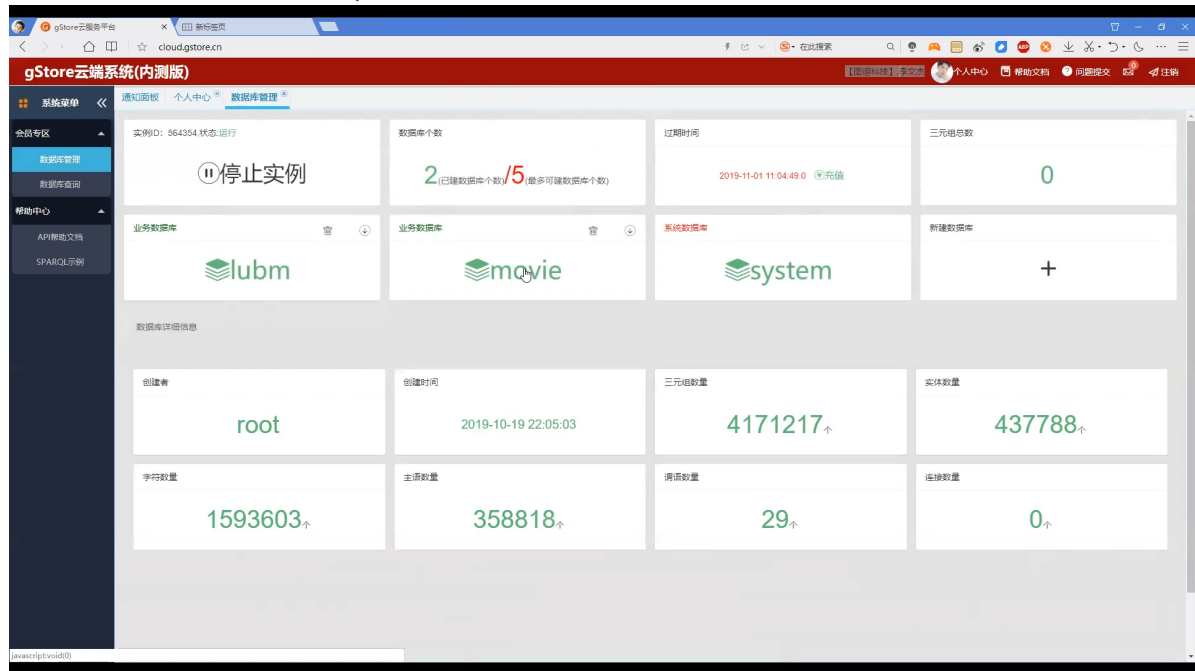 gStore云服务平台
新标签页
cloud.gstore.cn
在此搜索
gStore云端系统(内测版)
【图谱科技】,李文杰 个人中心 帮助文档 问题提交 注销
系统菜单
通知面板 个人中心 数据库管理
会员专区
数据库管理
数据库查询
帮助中心
API帮助文档
SPARQL示例
实例ID：564354,状态:运行
停止实例
数据库个数
2(已建数据库个数)/5(最多可建数据库个数)
过期时间
2019-11-01 11:04:49.0 充值
三元组总数
0
业务数据库
lubm
业务数据库
movie
系统数据库
system
新建数据库
+
数据库详细信息
创建者
root
创建时间
2019-10-19 22:05:03
三元组数量
4171217个
实体数量
437788个
字符数量
1593603个
主语数量
358818个
谓语数量
29个
连接数量
0个
javascript:void(0)